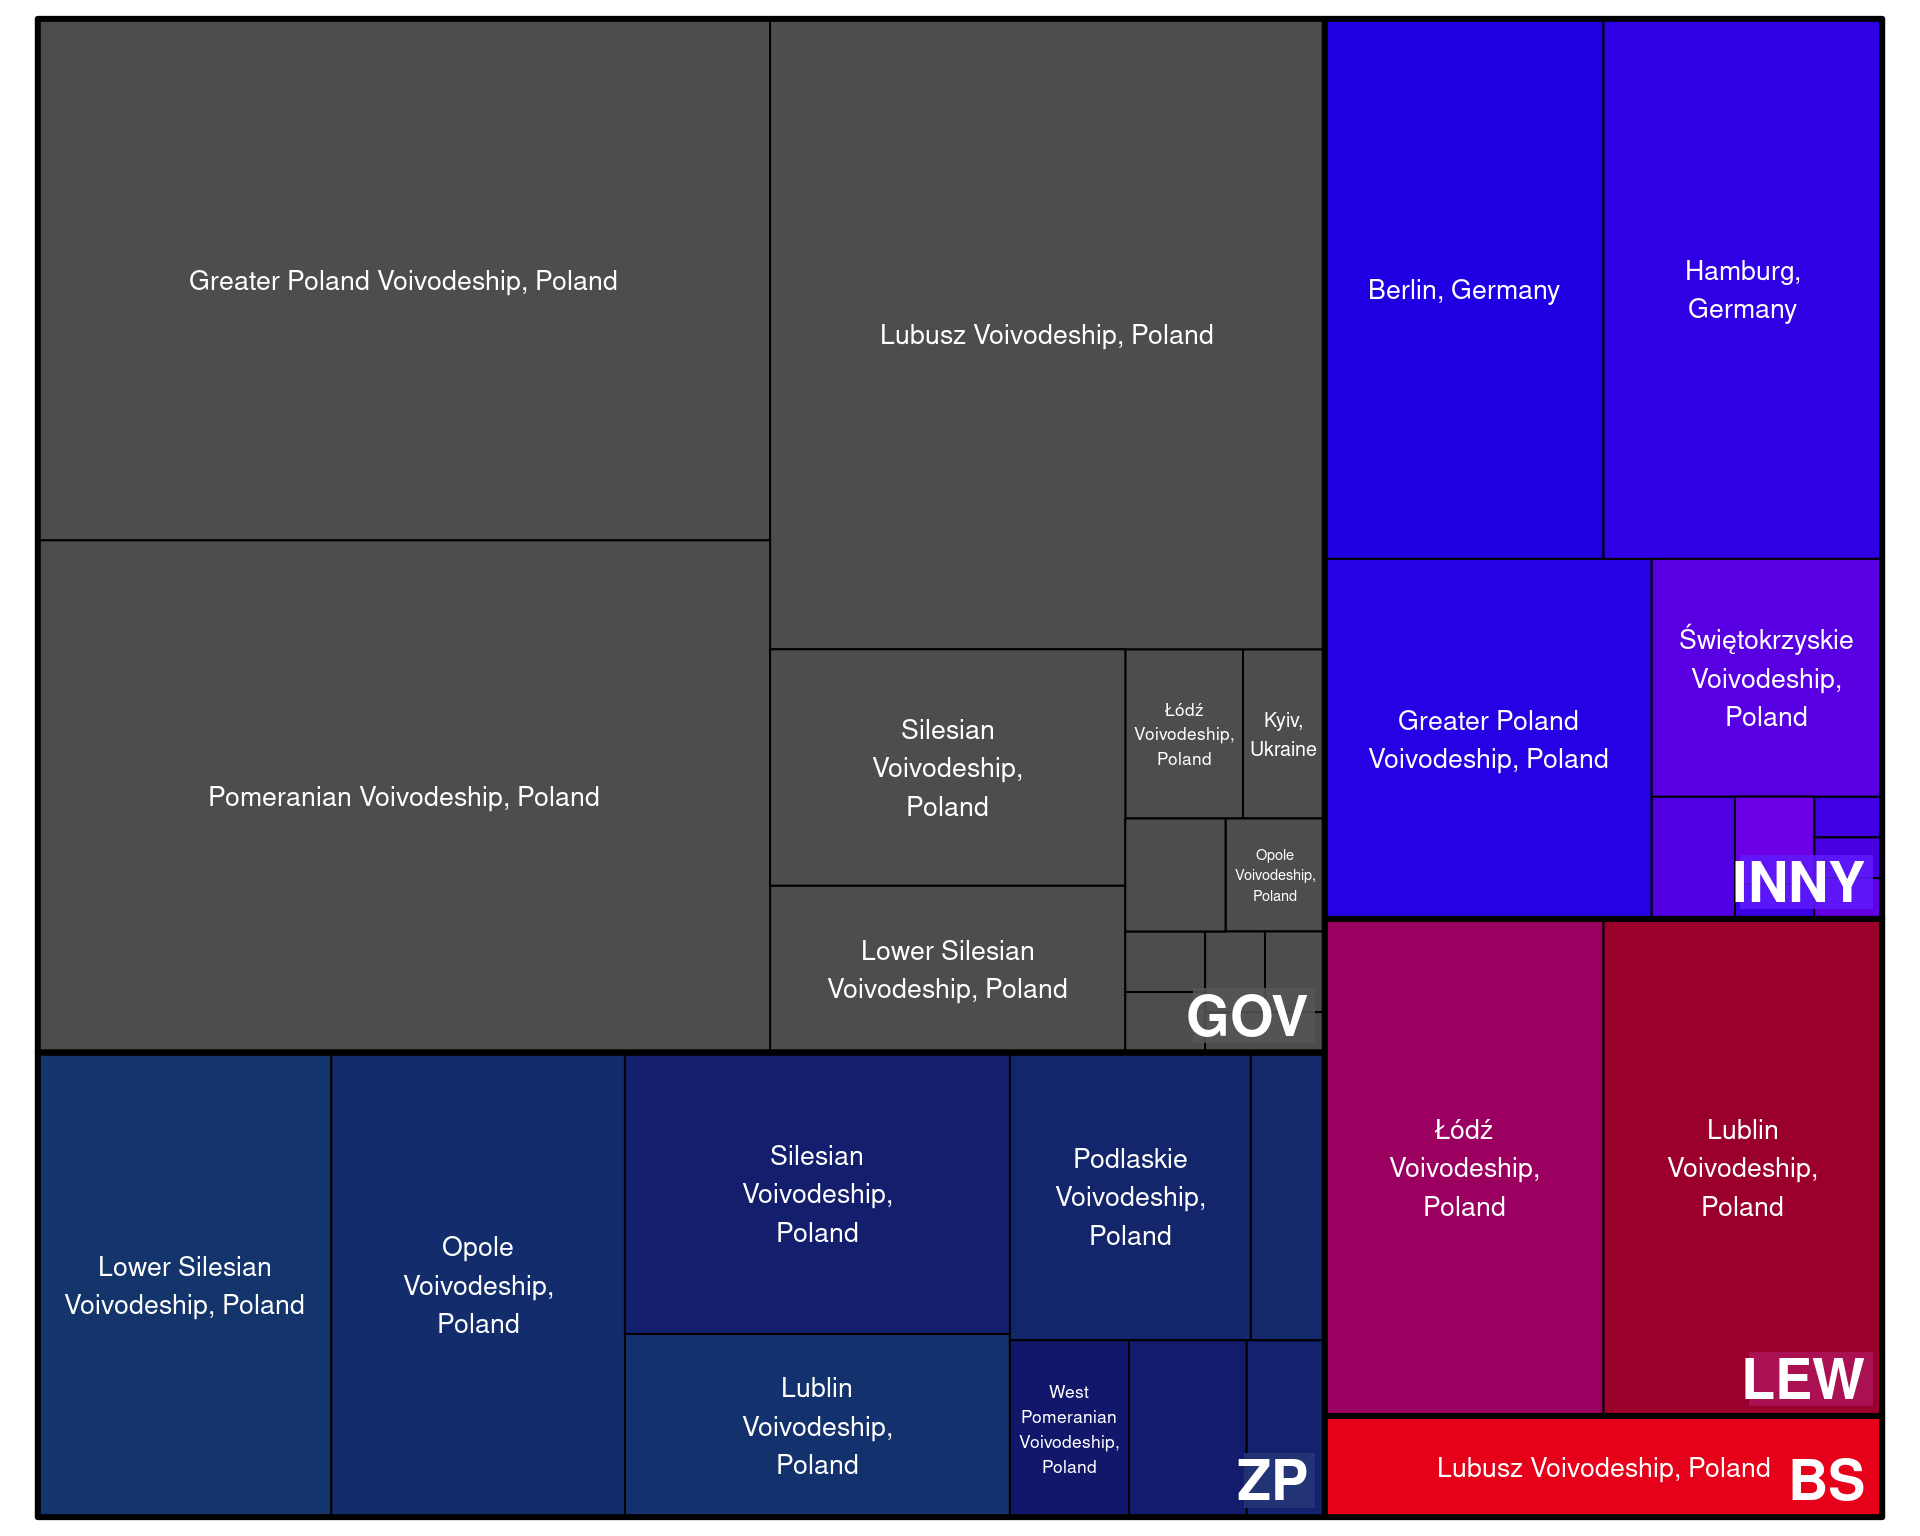 Greater Poland Voivodeship, Poland
Lubusz Voivodeship, Poland
Pomeranian Voivodeship, Poland
Silesian
Voivodeship,
Poland
Łódź
Voivodeship,
Poland
Kyiv,
Ukraine
Opole
Voivodeship,
Poland
Lower Silesian
Voivodeship, Poland
GOV
Berlin, Germany
Hamburg,
Germany
Greater Poland
Voivodeship, Poland
Świętokrzyskie
Voivodeship,
Poland
INNY
Lower Silesian
Voivodeship, Poland
Opole
Voivodeship,
Poland
Silesian
Voivodeship,
Poland
Lublin
Voivodeship,
Poland
Podlaskie
Voivodeship,
Poland
West
Pomeranian
Voivodeship,
Poland
ZP
Łódź
Voivodeship,
Poland
Lublin
Voivodeship,
Poland
LEW
Lubusz Voivodeship, Poland
BS